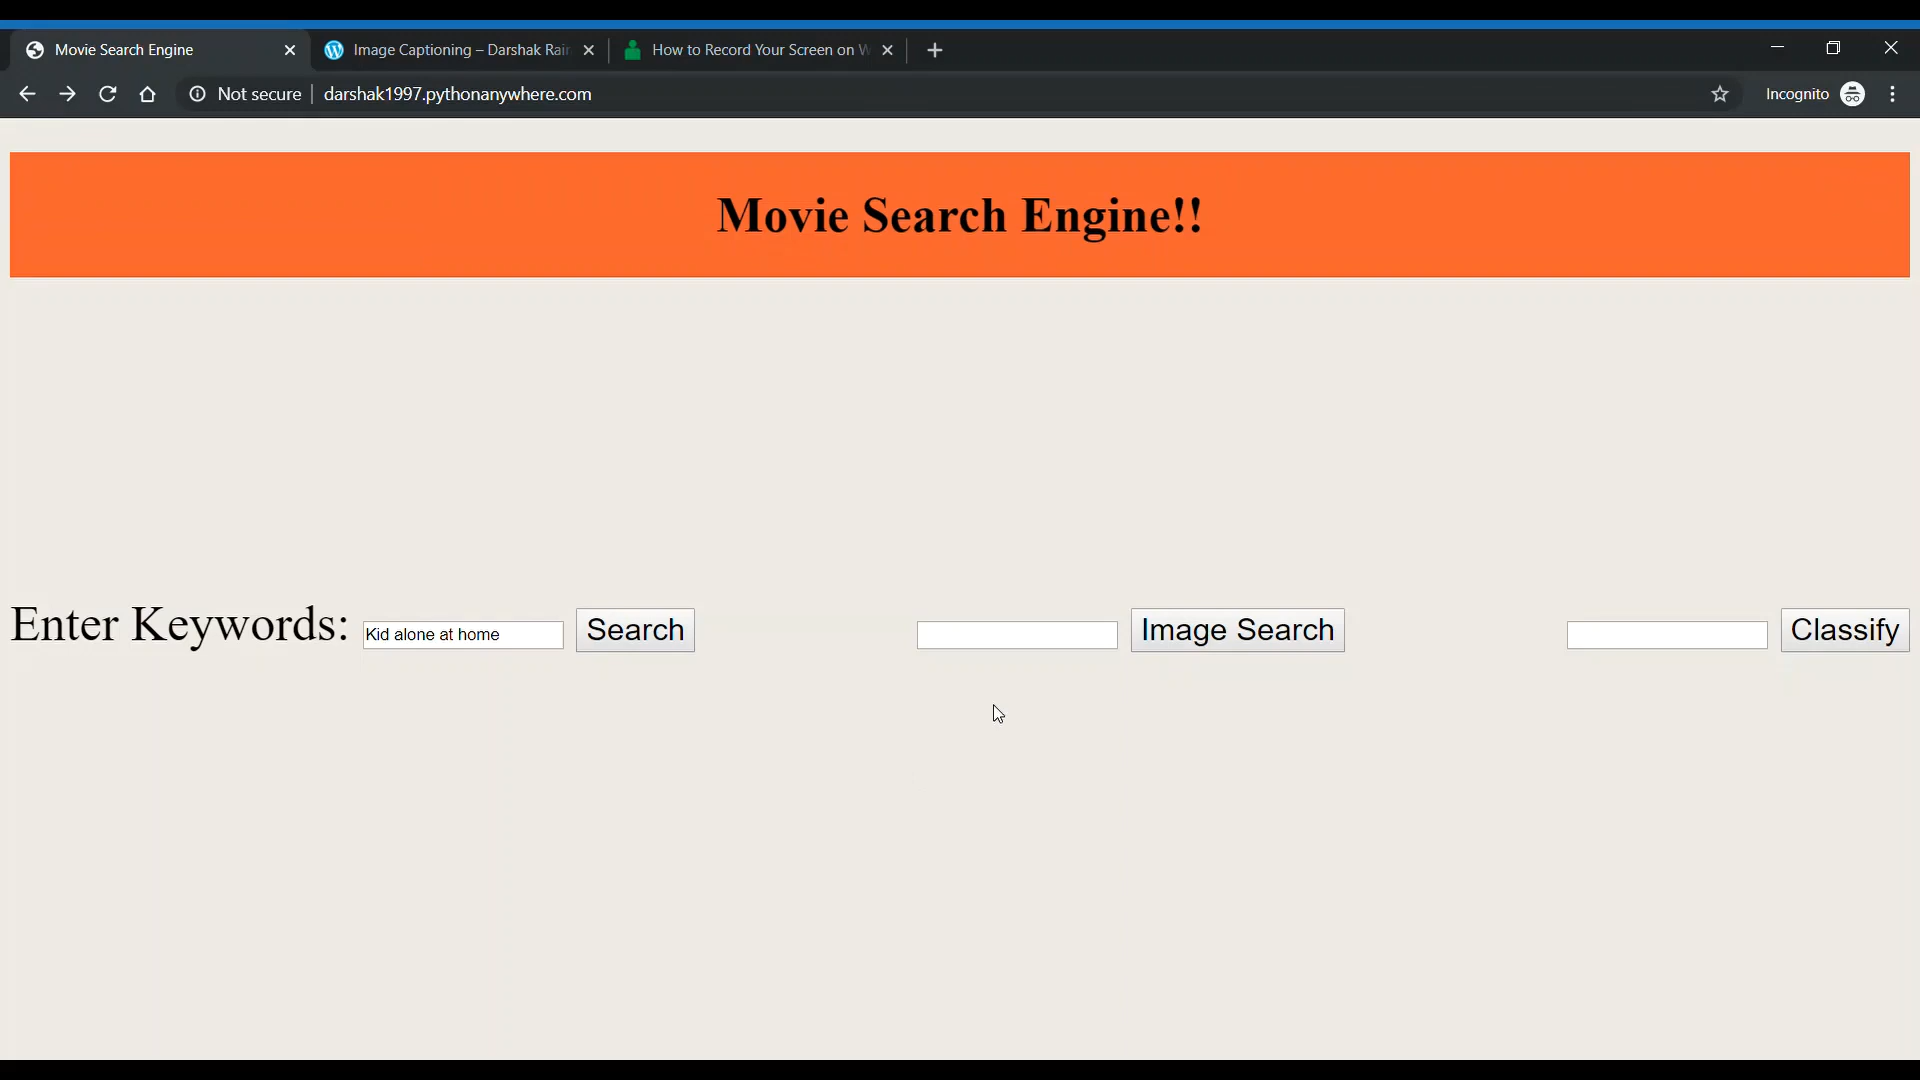 Movie Search Engine
Image Captioning – Darshak Rain
How to Record Your Screen on W
Not secure
darshak1997.pythonanywhere.com
Incognito
Movie Search Engine!!
Enter Keywords: Kid alone at home Search Image Search Classify